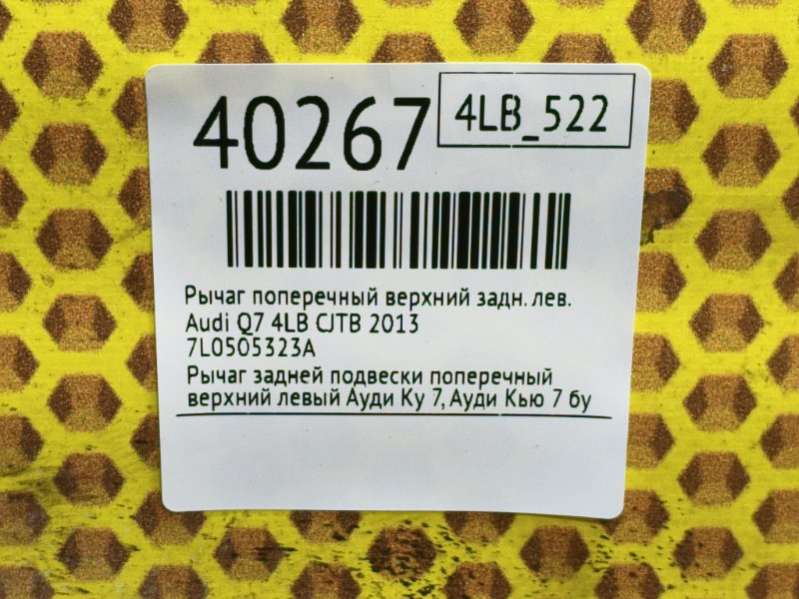 40267
4LB_522
Рычаг поперечный верхний задн. лев.
Audi Q7 4LB CJTB 2013
7L0505323A
Рычаг задней подвески поперечный
верхний левый Ауди Ку 7, Ауди Кью 7 бу